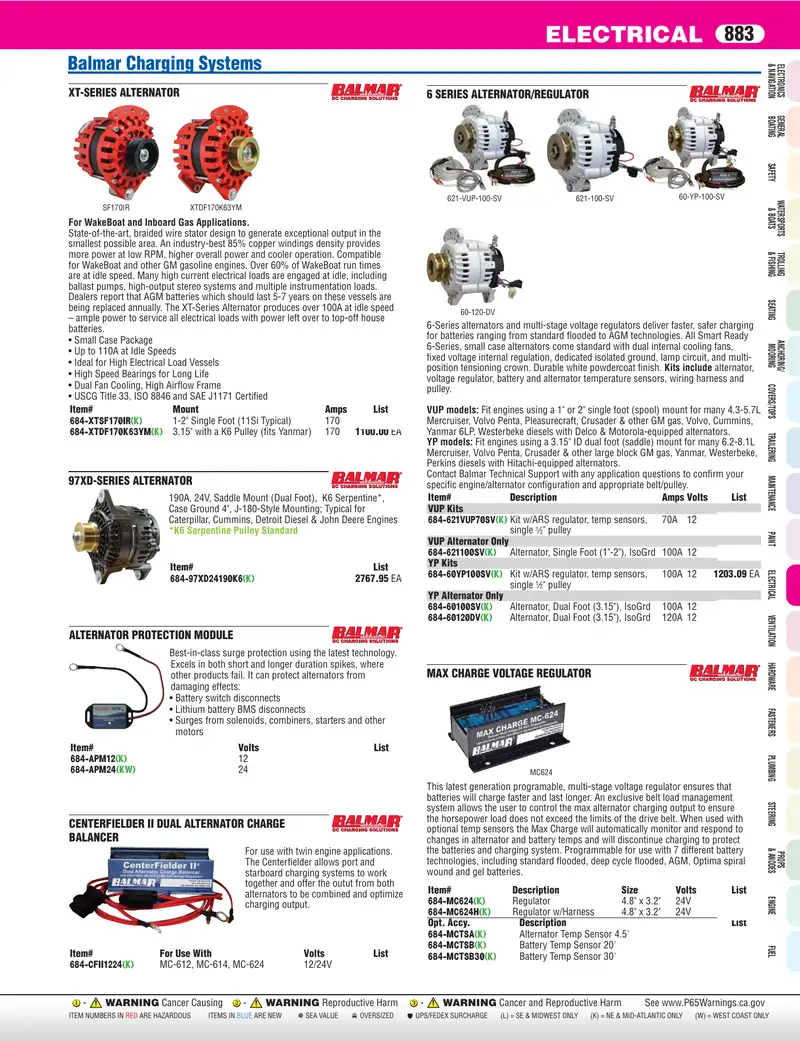 ELECTRICAL 883
Balmar Charging Systems
XT-SERIES ALTERNATOR
BALMAR
DC CHARGING SOLUTIONS
SF170IR
XTDF170K63YM
For WakeBoat and Inboard Gas Applications.
State-of-the-art, braided wire stator design to generate exceptional output in the
smallest possible area. An industry-best 85% copper windings density provides
more power at low RPM, higher overall power and cooler operation. Compatible
for WakeBoat and other GM gasoline engines. Over 60% of WakeBoat run times
are at idle speed. Many high current electrical loads are engaged at idle, including
ballast pumps, high-output stereo systems and multiple instrumentation loads.
Dealers report that AGM batteries which should last 5-7 years on these vessels are
being replaced annually. The XT-Series Alternator produces over 100A at idle speed
– ample power to service all electrical loads with power left over to top-off house
batteries.
• Small Case Package
• Up to 110A at Idle Speeds
• Ideal for High Electrical Load Vessels
• High Speed Bearings for Long Life
• Dual Fan Cooling, High Airflow Frame
• USCG Title 33, ISO 8846 and SAE J1171 Certified
Item# Mount Amps List
684-XTSF170IR(K) 1-2" Single Foot (11Si Typical) 170
684-XTDF170K63YM(K) 3.15" with a K6 Pulley (fits Yanmar) 170 1100.00 EA
97XD-SERIES ALTERNATOR
BALMAR
DC CHARGING SOLUTIONS
190A, 24V, Saddle Mount (Dual Foot), K6 Serpentine*,
Case Ground 4", J-180-Style Mounting; Typical for
Caterpillar, Cummins, Detroit Diesel & John Deere Engines
*K6 Serpentine Pulley Standard
Item# List
684-97XD24190K6(K) 2767.95 EA
ALTERNATOR PROTECTION MODULE
BALMAR
DC CHARGING SOLUTIONS
Best-in-class surge protection using the latest technology.
Excels in both short and longer duration spikes, where
other products fail. It can protect alternators from
damaging effects:
• Battery switch disconnects
• Lithium battery BMS disconnects
• Surges from solenoids, combiners, starters and other
motors
Item# Volts List
684-APM12(K) 12
684-APM24(KW) 24
CENTERFIELDER II DUAL ALTERNATOR CHARGE
BALANCER
BALMAR
DC CHARGING SOLUTIONS
CenterFielder II
Dual Alternator Charge Balancer
BALMAR
For use with twin engine applications.
The Centerfielder allows port and
starboard charging systems to work
together and offer the outut from both
alternators to be combined and optimize
charging output.
Item# For Use With Volts List
684-CFII1224(K) MC-612, MC-614, MC-624 12/24V
6 SERIES ALTERNATOR/REGULATOR
BALMAR
DC CHARGING SOLUTIONS
621-VUP-100-SV
621-100-SV
60-YP-100-SV
60-120-DV
6-Series alternators and multi-stage voltage regulators deliver faster, safer charging
for batteries ranging from standard flooded to AGM technologies. All Smart Ready
6-Series, small case alternators come standard with dual internal cooling fans,
fixed voltage internal regulation, dedicated isolated ground, lamp circuit, and multi-
position tensioning crown. Durable white powdercoat finish. Kits include alternator,
voltage regulator, battery and alternator temperature sensors, wiring harness and
pulley.
VUP models: Fit engines using a 1" or 2" single foot (spool) mount for many 4.3-5.7L
Mercruiser, Volvo Penta, Pleasurecraft, Crusader & other GM gas, Volvo, Cummins,
Yanmar 6LP, Westerbeke diesels with Delco & Motorola-equipped alternators.
YP models: Fit engines using a 3.15" ID dual foot (saddle) mount for many 6.2-8.1L
Mercruiser, Volvo Penta, Crusader & other large block GM gas, Yanmar, Westerbeke,
Perkins diesels with Hitachi-equipped alternators.
Contact Balmar Technical Support with any application questions to confirm your
specific engine/alternator configuration and appropriate belt/pulley.
Item# Description Amps Volts List
VUP Kits
684-621VUP70SV(K) Kit w/ARS regulator, temp sensors, 70A 12
single ½" pulley
VUP Alternator Only
684-621100SV(K) Alternator, Single Foot (1"-2"), IsoGrd 100A 12
YP Kits
684-60YP100SV(K) Kit w/ARS regulator, temp sensors, 100A 12 1203.09 EA
single ½" pulley
YP Alternator Only
684-60100SV(K) Alternator, Dual Foot (3.15"), IsoGrd 100A 12
684-60120DV(K) Alternator, Dual Foot (3.15"), IsoGrd 120A 12
MAX CHARGE VOLTAGE REGULATOR
BALMAR
DC CHARGING SOLUTIONS
MAX CHARGE MC-624
BALMAR
MC624
This latest generation programable, multi-stage voltage regulator ensures that
batteries will charge faster and last longer. An exclusive belt load management
system allows the user to control the max alternator charging output to ensure
the horsepower load does not exceed the limits of the drive belt. When used with
optional temp sensors the Max Charge will automatically monitor and respond to
changes in alternator and battery temps and will discontinue charging to protect
the batteries and charging system. Programmable for use with 7 different battery
technologies, including standard flooded, deep cycle flooded, AGM, Optima spiral
wound and gel batteries.
Item# Description Size Volts List
684-MC624(K) Regulator 4.8" x 3.2" 24V
684-MC624H(K) Regulator w/Harness 4.8" x 3.2" 24V
Opt. Accy. Description List
684-MCTSA(K) Alternator Temp Sensor 4.5'
684-MCTSB(K) Battery Temp Sensor 20'
684-MCTSB30(K) Battery Temp Sensor 30'
ELECTRONICS
& NAVIGATION
GENERAL
BOATING
SAFETY
WATERSPORTS
& BOATS
TROLLING
& FISHING
SEATING
ANCHORING/
MOORING
COVERS TOPS
TRAILERING
MAINTENANCE
PAINT
ELECTRICAL
VENTILATION
HARDWARE
FASTENERS
PLUMBING
STEERING
PROPS
& ANODES
ENGINE
FUEL
1 - WARNING Cancer Causing 2 - WARNING Reproductive Harm 3 - WARNING Cancer and Reproductive Harm See www.P65Warnings.ca.gov
ITEM NUMBERS IN RED ARE HAZARDOUS ITEMS IN BLUE ARE NEW SEA VALUE OVERSIZED UPS/FEDEX SURCHARGE (L) = SE & MIDWEST ONLY (K) = NE & MID-ATLANTIC ONLY (W) = WEST COAST ONLY